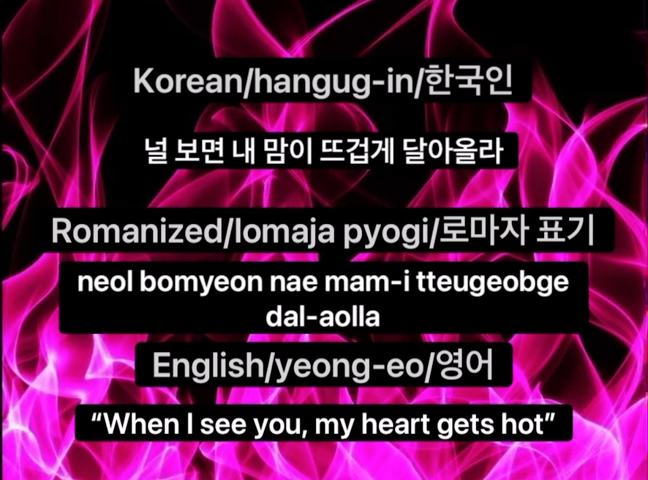 Korean/hangug-in/한국인
널 보면 내 맘이 뜨겁게 달아올라
Romanized/lomaja pyogi/로마자 표기
neol bomyeon nae mam-i tteugeobge
dal-aolla
English/yeong-eo/영어
“When I see you, my heart gets hot”